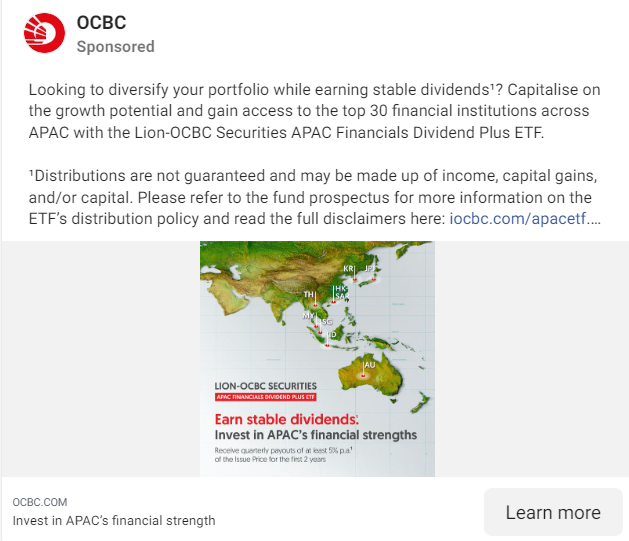 OCBC
Sponsored
Looking to diversify your portfolio while earning stable dividends¹? Capitalise on
the growth potential and gain access to the top 30 financial institutions across
APAC with the Lion-OCBC Securities APAC Financials Dividend Plus ETF.
¹Distributions are not guaranteed and may be made up of income, capital gains,
and/or capital. Please refer to the fund prospectus for more information on the
ETF's distribution policy and read the full disclaimers here: iocbc.com/apacetf....
KR
JP
HK
SAR
TH
MY
SG
ID
AU
LION-OCBC SECURITIES
APAC FINANCIALS DIVIDEND PLUS ETF
Earn stable dividends¹.
Invest in APAC's financial strengths
Receive quarterly payouts of at least 5% p.a.¹
of the Issue Price for the first 2 years
OCBC.COM
Invest in APAC's financial strength
Learn more